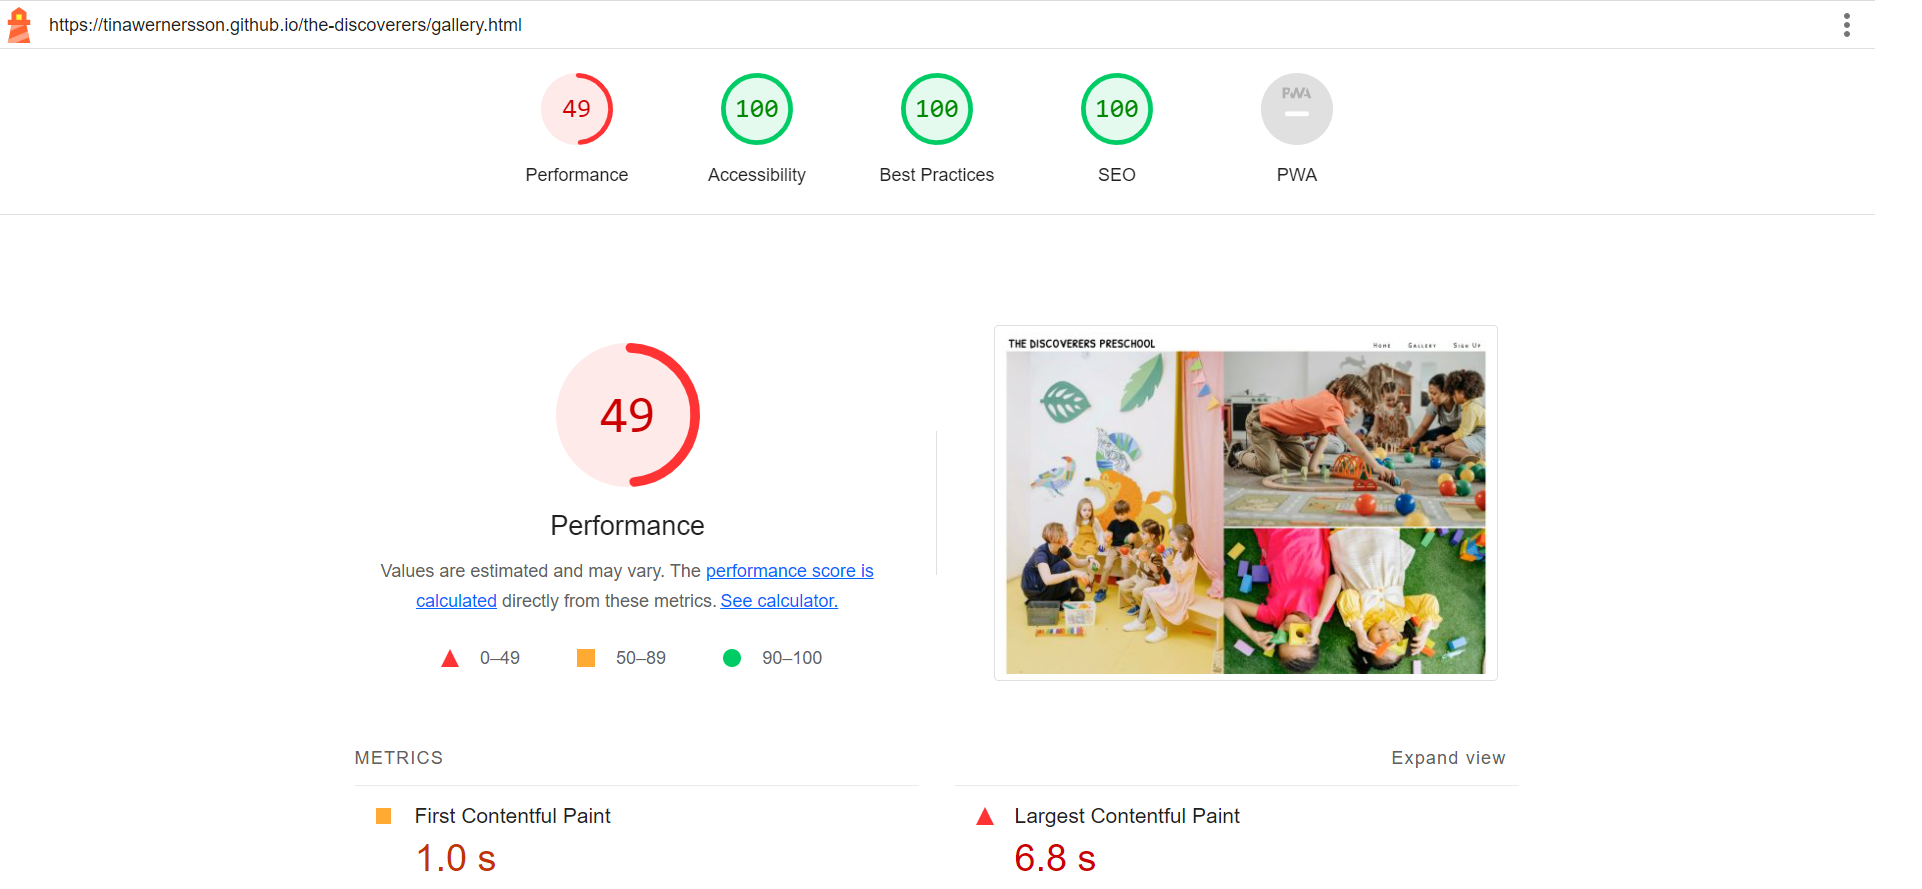 https://tinawernersson.github.io/the-discoverers/gallery.html
49
100
100
100
PWA
Performance
Accessibility
Best Practices
SEO
PWA
THE DISCOVERERS PRESCHOOL
Home Gallery Sign Up
49
Performance
Values are estimated and may vary. The performance score is
calculated directly from these metrics. See calculator.
0–49
50–89
90–100
METRICS
Expand view
First Contentful Paint
1.0 s
Largest Contentful Paint
6.8 s